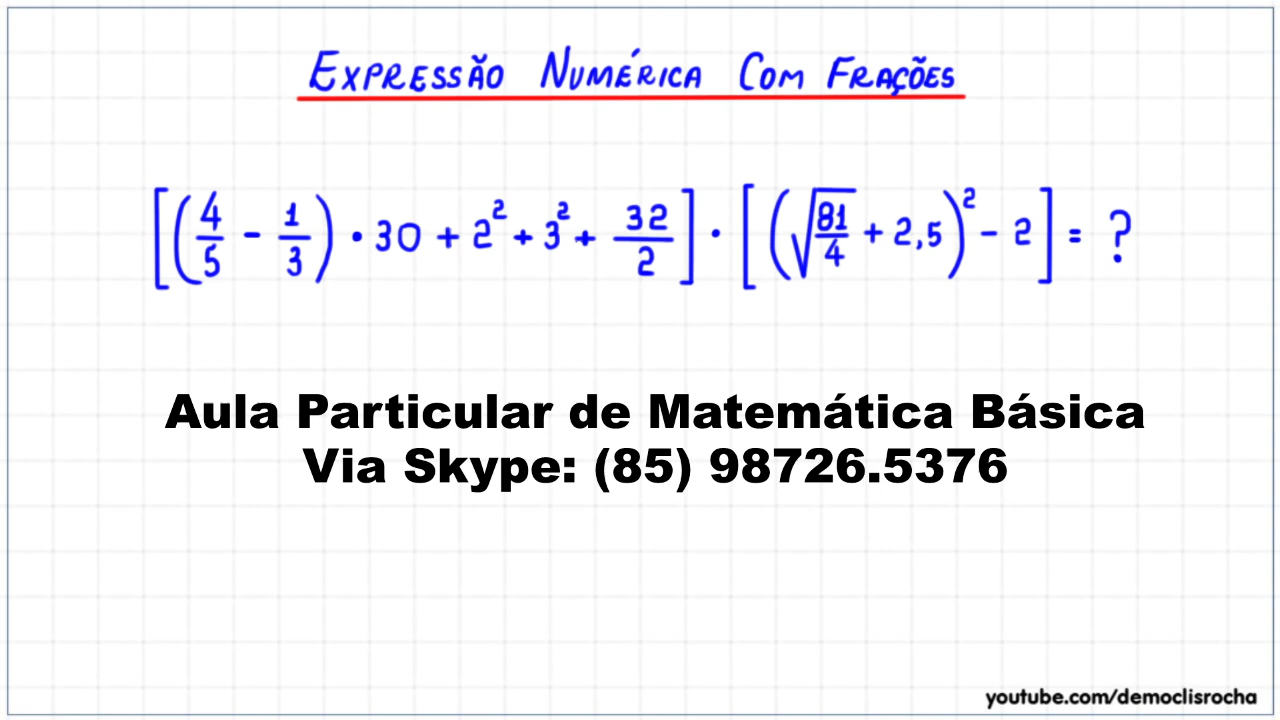 EXPRESSÃO NUMÉRICA COM FRAÇÕES
[(4/5 - 1/3) · 30 + 2² + 3² + 32/2] · [(√81/4 + 2,5)² - 2] = ?
Aula Particular de Matemática Básica
Via Skype: (85) 98726.5376
youtube.com/democlisrocha